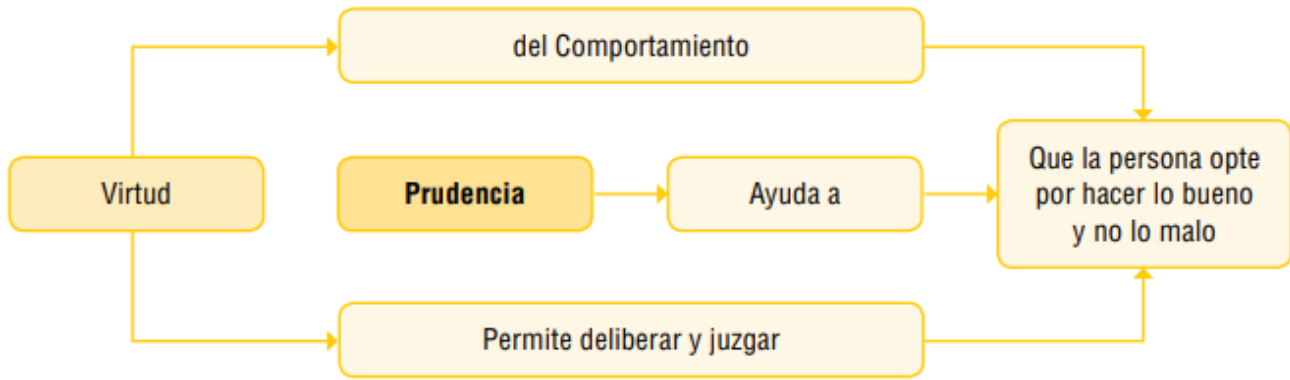 del Comportamiento
Virtud
Prudencia
Ayuda a
Que la persona opte
por hacer lo bueno
y no lo malo
Permite deliberar y juzgar